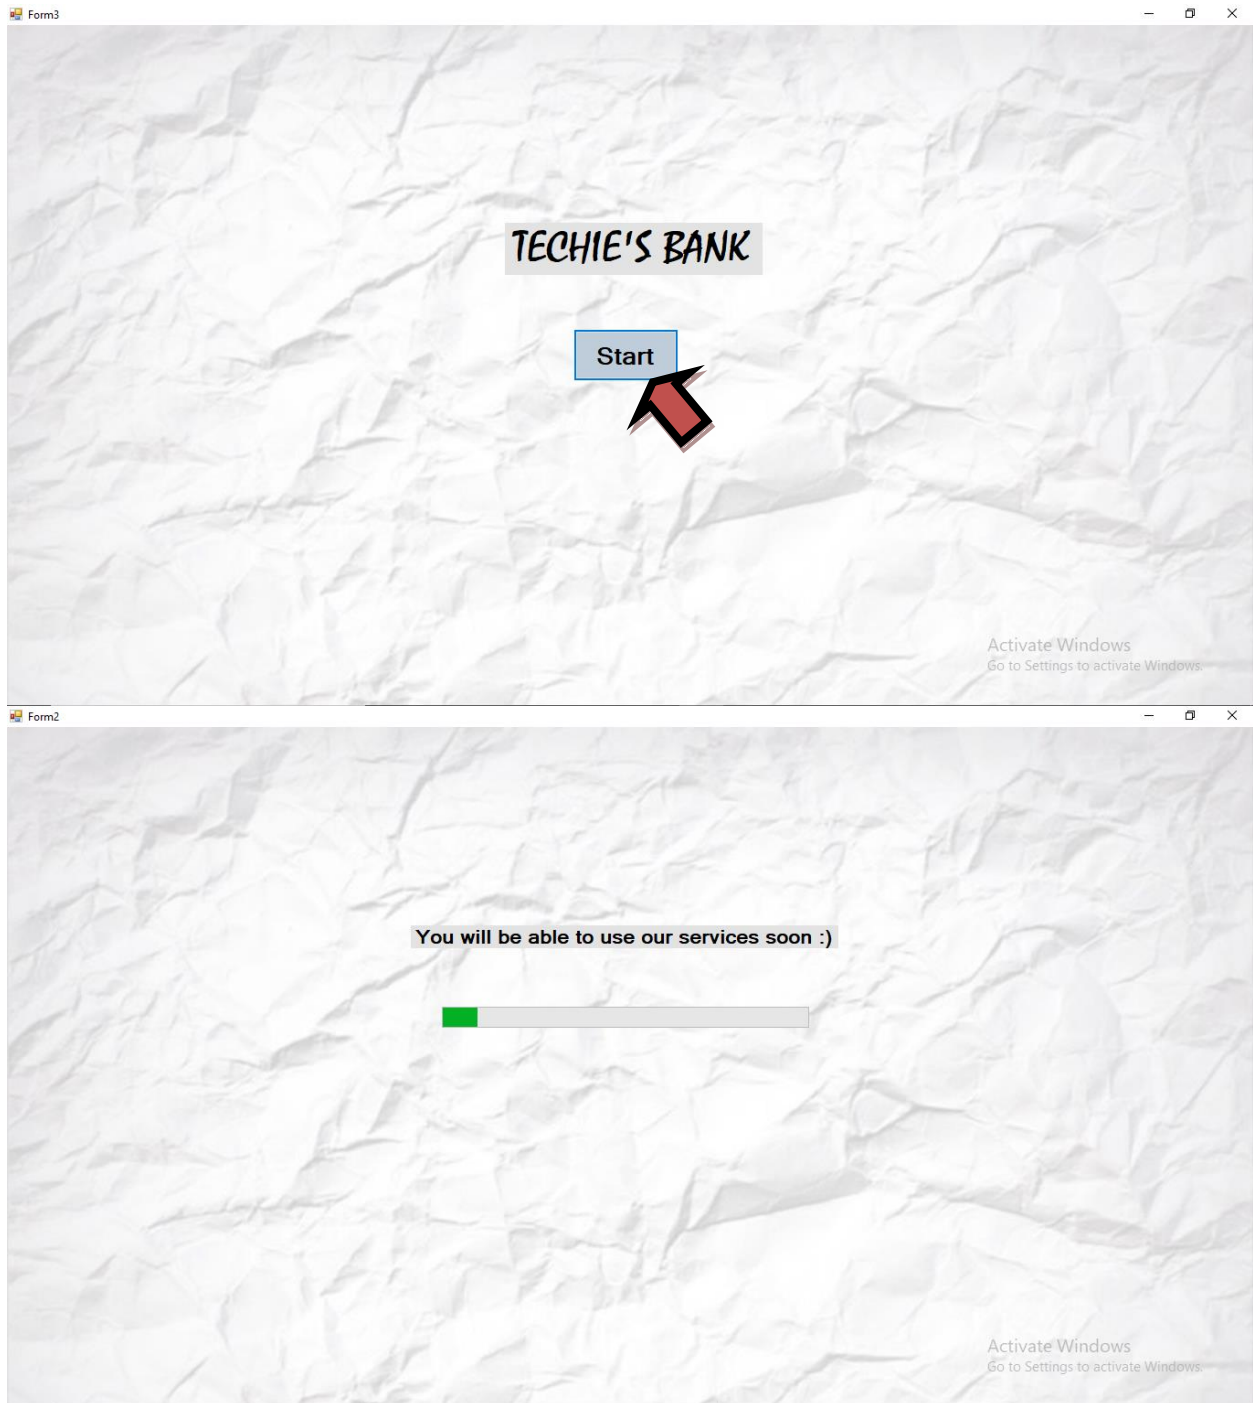 Form3
TECHIE'S BANK
Start
Activate Windows
Go to Settings to activate Windows.
Form2
You will be able to use our services soon :)
Activate Windows
Go to Settings to activate Windows.